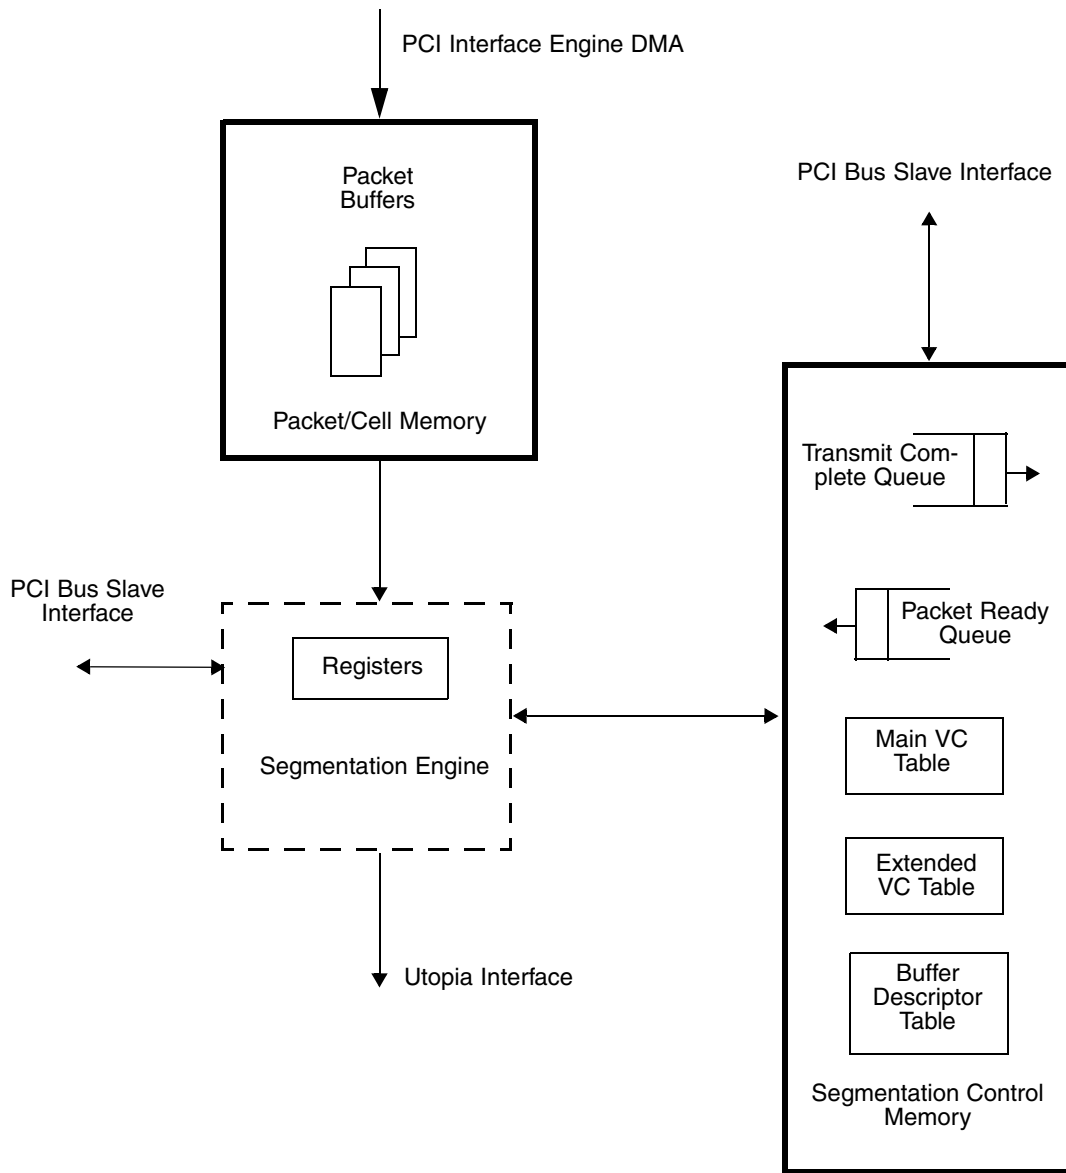 PCI Interface Engine DMA
Packet
Buffers
Packet/Cell Memory
PCI Bus Slave Interface
Transmit Com-
plete Queue
Packet Ready
Queue
PCI Bus Slave
Interface
Registers
Segmentation Engine
Main VC
Table
Extended
VC Table
Utopia Interface
Buffer
Descriptor
Table
Segmentation Control
Memory